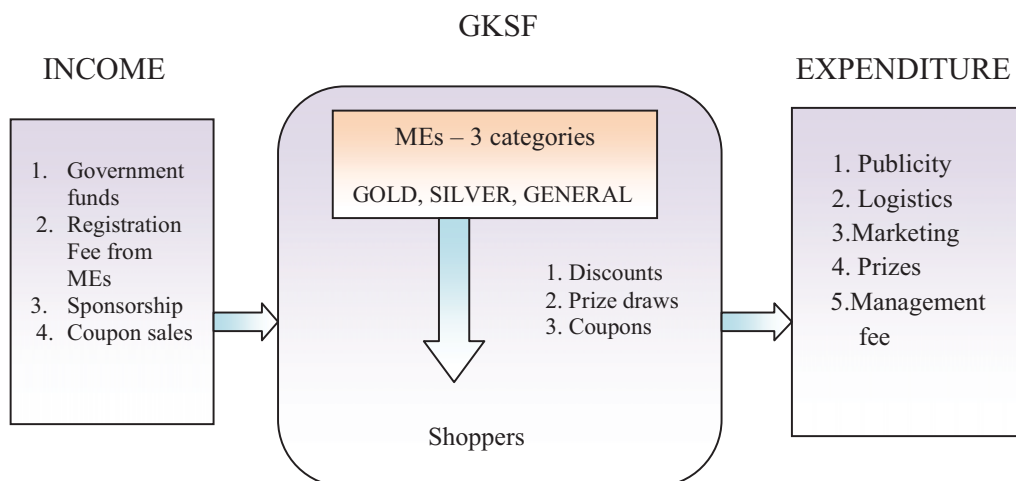 GKSF
INCOME
EXPENDITURE
1. Government
funds
2. Registration
Fee from
MEs
3. Sponsorship
4. Coupon sales
MEs – 3 categories
GOLD, SILVER, GENERAL
1. Discounts
2. Prize draws
3. Coupons
Shoppers
1. Publicity
2. Logistics
3.Marketing
4. Prizes
5.Management
fee